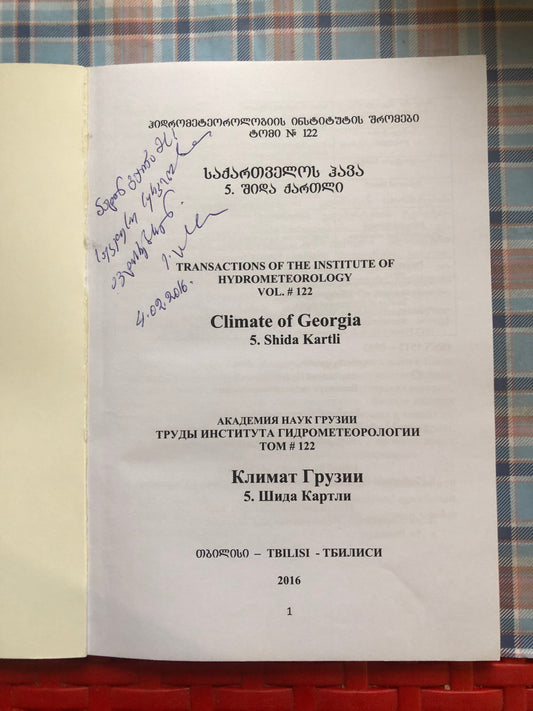 ჰიდრომეტეოროლოგიის ინსტიტუტის შრომები
ტომი № 122
საქართველოს ჰავა
5. შიდა ქართლი
4.02.2016.
TRANSACTIONS OF THE INSTITUTE OF
HYDROMETEOROLOGY
VOL. # 122
Climate of Georgia
5. Shida Kartli
АКАДЕМИЯ НАУК ГРУЗИИ
ТРУДЫ ИНСТИТУТА ГИДРОМЕТЕОРОЛОГИИ
ТОМ # 122
Климат Грузии
5. Шида Картли
თბილისი – TBILISI - ТБИЛИСИ
2016
1